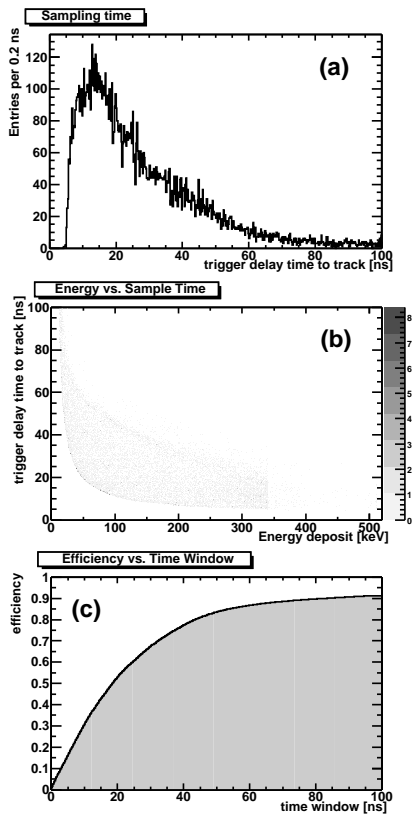 Sampling time
Entries per 0.2 ns
(a)
120
100
80
60
40
20
0
0 20 40 60 80 100
trigger delay time to track [ns]
Energy vs. Sample Time
trigger delay time to track [ns]
(b)
100
80
60
40
20
0
0 100 200 300 400 500
Energy deposit [keV]
8
7
6
5
4
3
2
1
0
Efficiency vs. Time Window
efficiency
(c)
1
0.9
0.8
0.7
0.6
0.5
0.4
0.3
0.2
0.1
0
0 20 40 60 80 100
time window [ns]